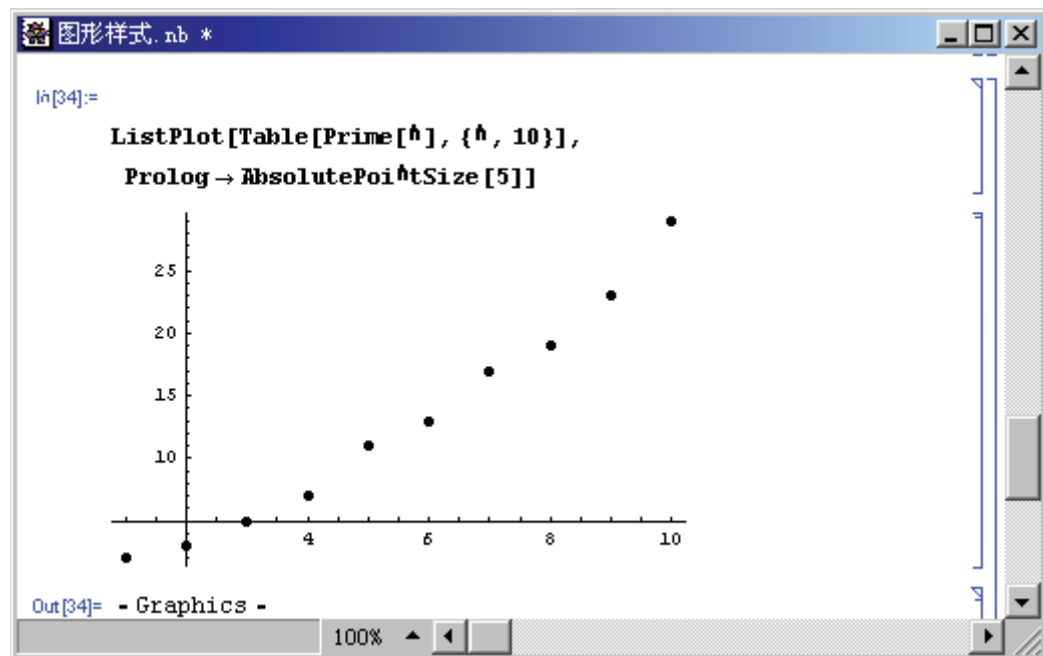 图形样式.nb *
In[34]:=
ListPlot[Table[Prime[n], {n, 10}],
Prolog → AbsolutePointSize[5]]
25
20
15
10
4 6 8 10
Out[34]= - Graphics -
100%